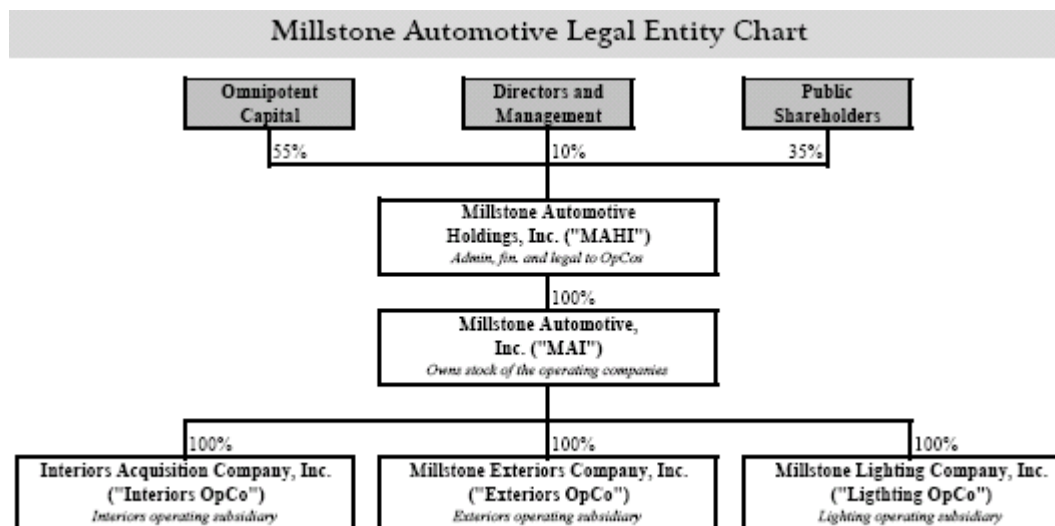 Millstone Automotive Legal Entity Chart
Omnipotent
Capital
Directors and
Management
Public
Shareholders
55%
10%
35%
Millstone Automotive
Holdings, Inc. ("MAHI")
Admin, fin. and legal to OpCos
100%
Millstone Automotive,
Inc. ("MAI")
Owns stock of the operating companies
100%
100%
100%
Interiors Acquisition Company, Inc.
("Interiors OpCo")
Interiors operating subsidiary
Millstone Exteriors Company, Inc.
("Exteriors OpCo")
Exteriors operating subsidiary
Millstone Lighting Company, Inc.
("Ligthting OpCo")
Lighting operating subsidiary